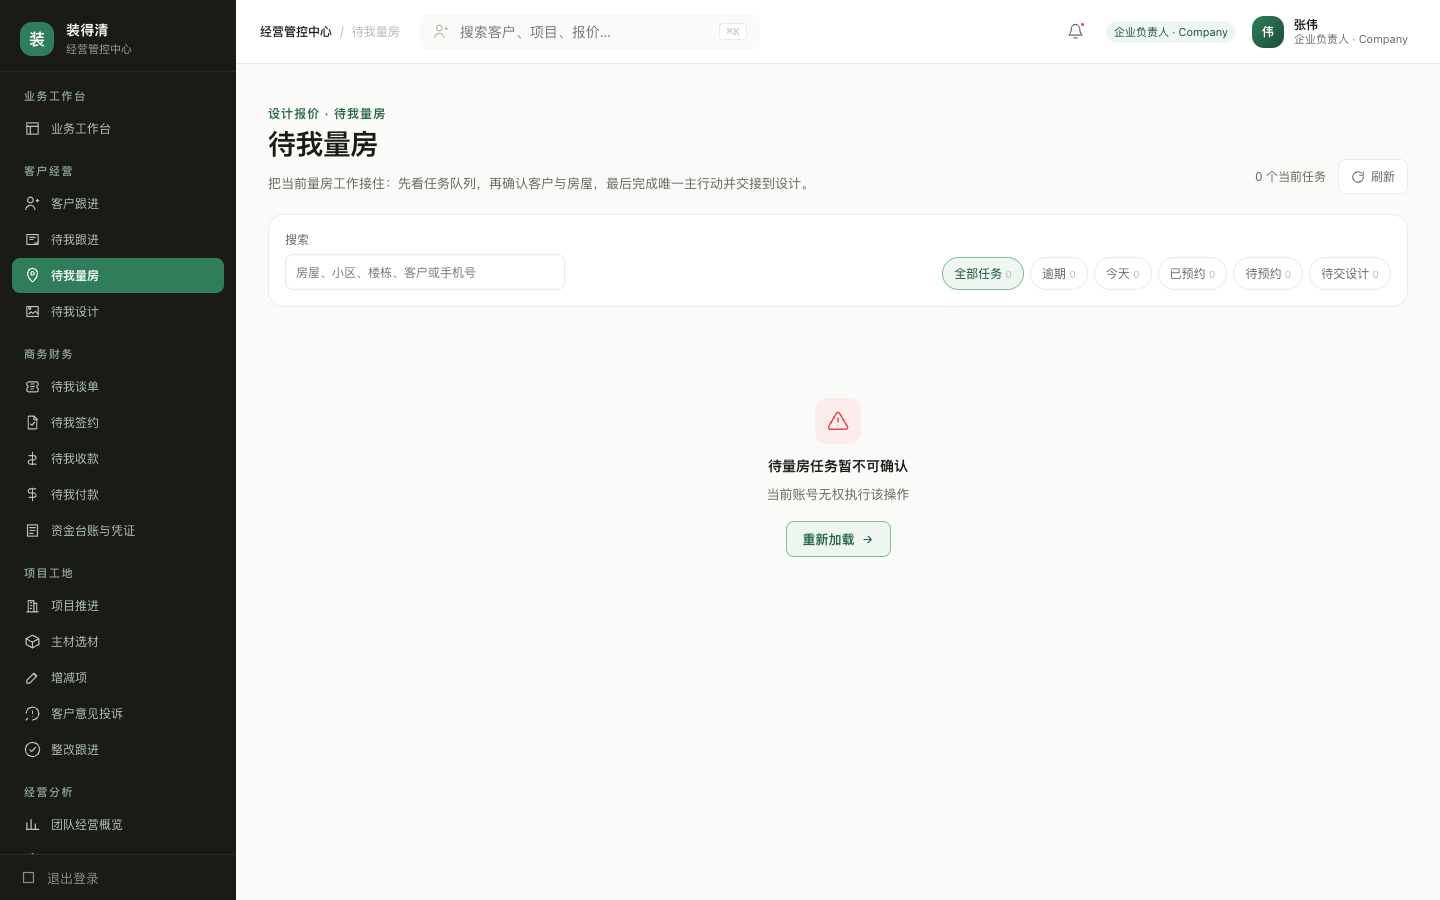 装
装得清
经营管控中心
业务工作台
业务工作台
客户经营
客户跟进
待我跟进
待我量房
待我设计
商务财务
待我谈单
待我签约
待我收款
待我付款
资金台账与凭证
项目工地
项目推进
主材选材
增减项
客户意见投诉
整改跟进
经营分析
团队经营概览
退出登录
经营管控中心 / 待我量房
搜索客户、项目、报价...
⌘K
企业负责人 · Company
伟
张伟
企业负责人 · Company
设计报价 · 待我量房
待我量房
把当前量房工作接住：先看任务队列，再确认客户与房屋，最后完成唯一主行动并交接到设计。
0 个当前任务
刷新
搜索
房屋、小区、楼栋、客户或手机号
全部任务 0
逾期 0
今天 0
已预约 0
待预约 0
待交设计 0
待量房任务暂不可确认
当前账号无权执行该操作
重新加载 →